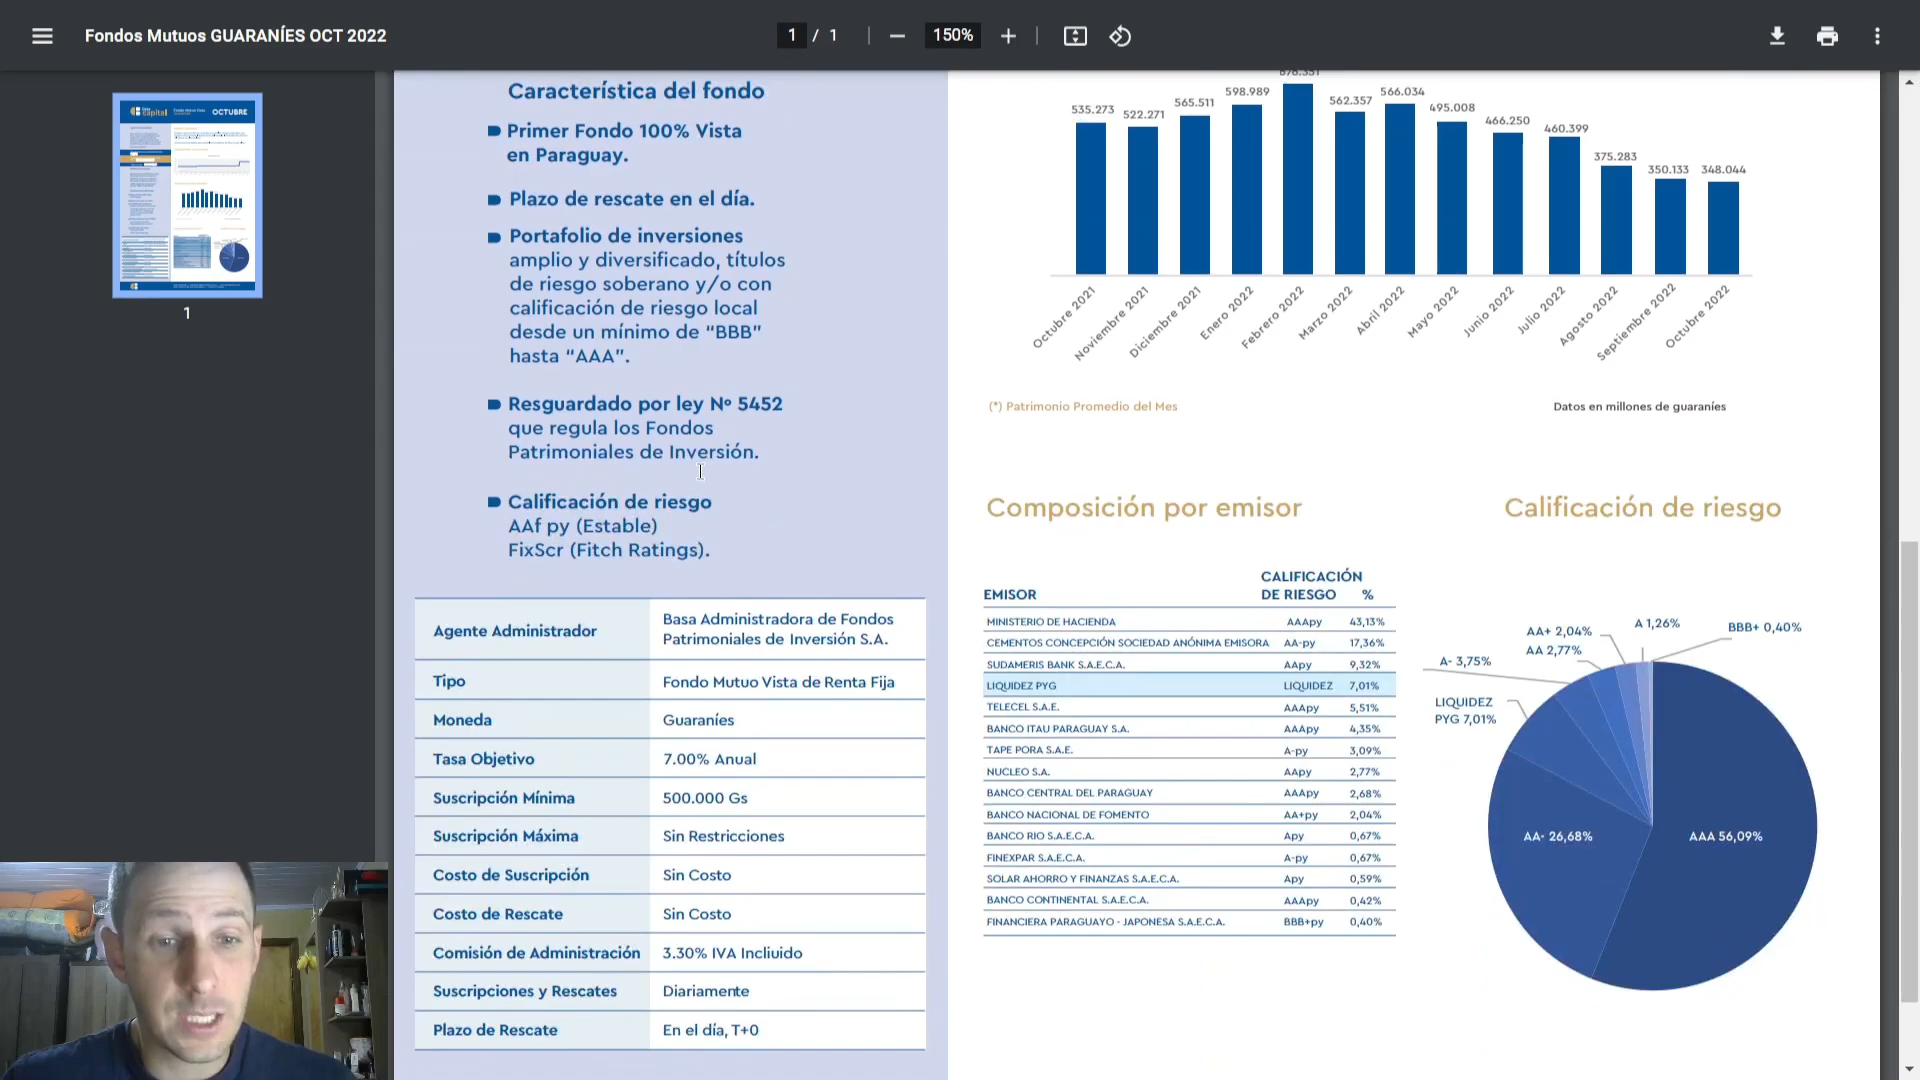 Fondos Mutuos GUARANÍES OCT 2022
1 / 1
150%
OCTUBRE
1
Característica del fondo
Primer Fondo 100% Vista
en Paraguay.
Plazo de rescate en el día.
Portafolio de inversiones
amplio y diversificado, títulos
de riesgo soberano y/o con
calificación de riesgo local
desde un mínimo de “BBB”
hasta “AAA”.
Resguardado por ley Nº 5452
que regula los Fondos
Patrimoniales de Inversión.
Calificación de riesgo
AAf py (Estable)
FixScr (Fitch Ratings).
Agente Administrador
Basa Administradora de Fondos
Patrimoniales de Inversión S.A.
Tipo Fondo Mutuo Vista de Renta Fija
Moneda Guaraníes
Tasa Objetivo 7.00% Anual
Suscripción Mínima 500.000 Gs
Suscripción Máxima Sin Restricciones
Costo de Suscripción Sin Costo
Costo de Rescate Sin Costo
Comisión de Administración 3.30% IVA Incliuido
Suscripciones y Rescates Diariamente
Plazo de Rescate En el día, T+0
535.273
522.271
565.511
598.989
562.357
566.034
495.008
466.250
460.399
375.283
350.133
348.044
Octubre 2021
Noviembre 2021
Diciembre 2021
Enero 2022
Febrero 2022
Marzo 2022
Abril 2022
Mayo 2022
Junio 2022
Julio 2022
Agosto 2022
Septiembre 2022
Octubre 2022
(*) Patrimonio Promedio del Mes
Datos en millones de guaraníes
Composición por emisor
EMISOR CALIFICACIÓN DE RIESGO %
MINISTERIO DE HACIENDA AAApy 43,13%
CEMENTOS CONCEPCIÓN SOCIEDAD ANÓNIMA EMISORA AA-py 17,36%
SUDAMERIS BANK S.A.E.C.A. AApy 9,32%
LIQUIDEZ PYG LIQUIDEZ 7,01%
TELECEL S.A.E. AAApy 5,51%
BANCO ITAU PARAGUAY S.A. AAApy 4,35%
TAPE PORA S.A.E. A-py 3,09%
NUCLEO S.A. AApy 2,77%
BANCO CENTRAL DEL PARAGUAY AAApy 2,68%
BANCO NACIONAL DE FOMENTO AA+py 2,04%
BANCO RIO S.A.E.C.A. Apy 0,67%
FINEXPAR S.A.E.C.A. A-py 0,67%
SOLAR AHORRO Y FINANZAS S.A.E.C.A. Apy 0,59%
BANCO CONTINENTAL S.A.E.C.A. AAApy 0,42%
FINANCIERA PARAGUAYO - JAPONESA S.A.E.C.A. BBB+py 0,40%
Calificación de riesgo
A 1,26%
BBB+ 0,40%
AA+ 2,04%
AA 2,77%
A- 3,75%
LIQUIDEZ
PYG 7,01%
AA- 26,68%
AAA 56,09%